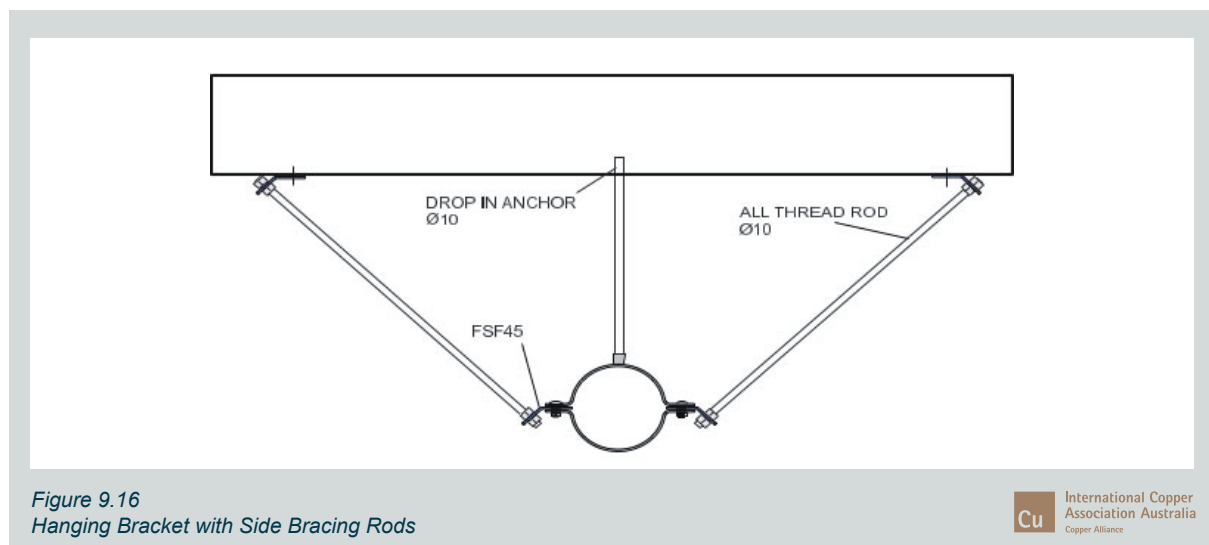 DROP IN ANCHOR
Ø10
ALL THREAD ROD
Ø10
FSF45
Figure 9.16
Hanging Bracket with Side Bracing Rods
Cu
International Copper
Association Australia
Copper Alliance